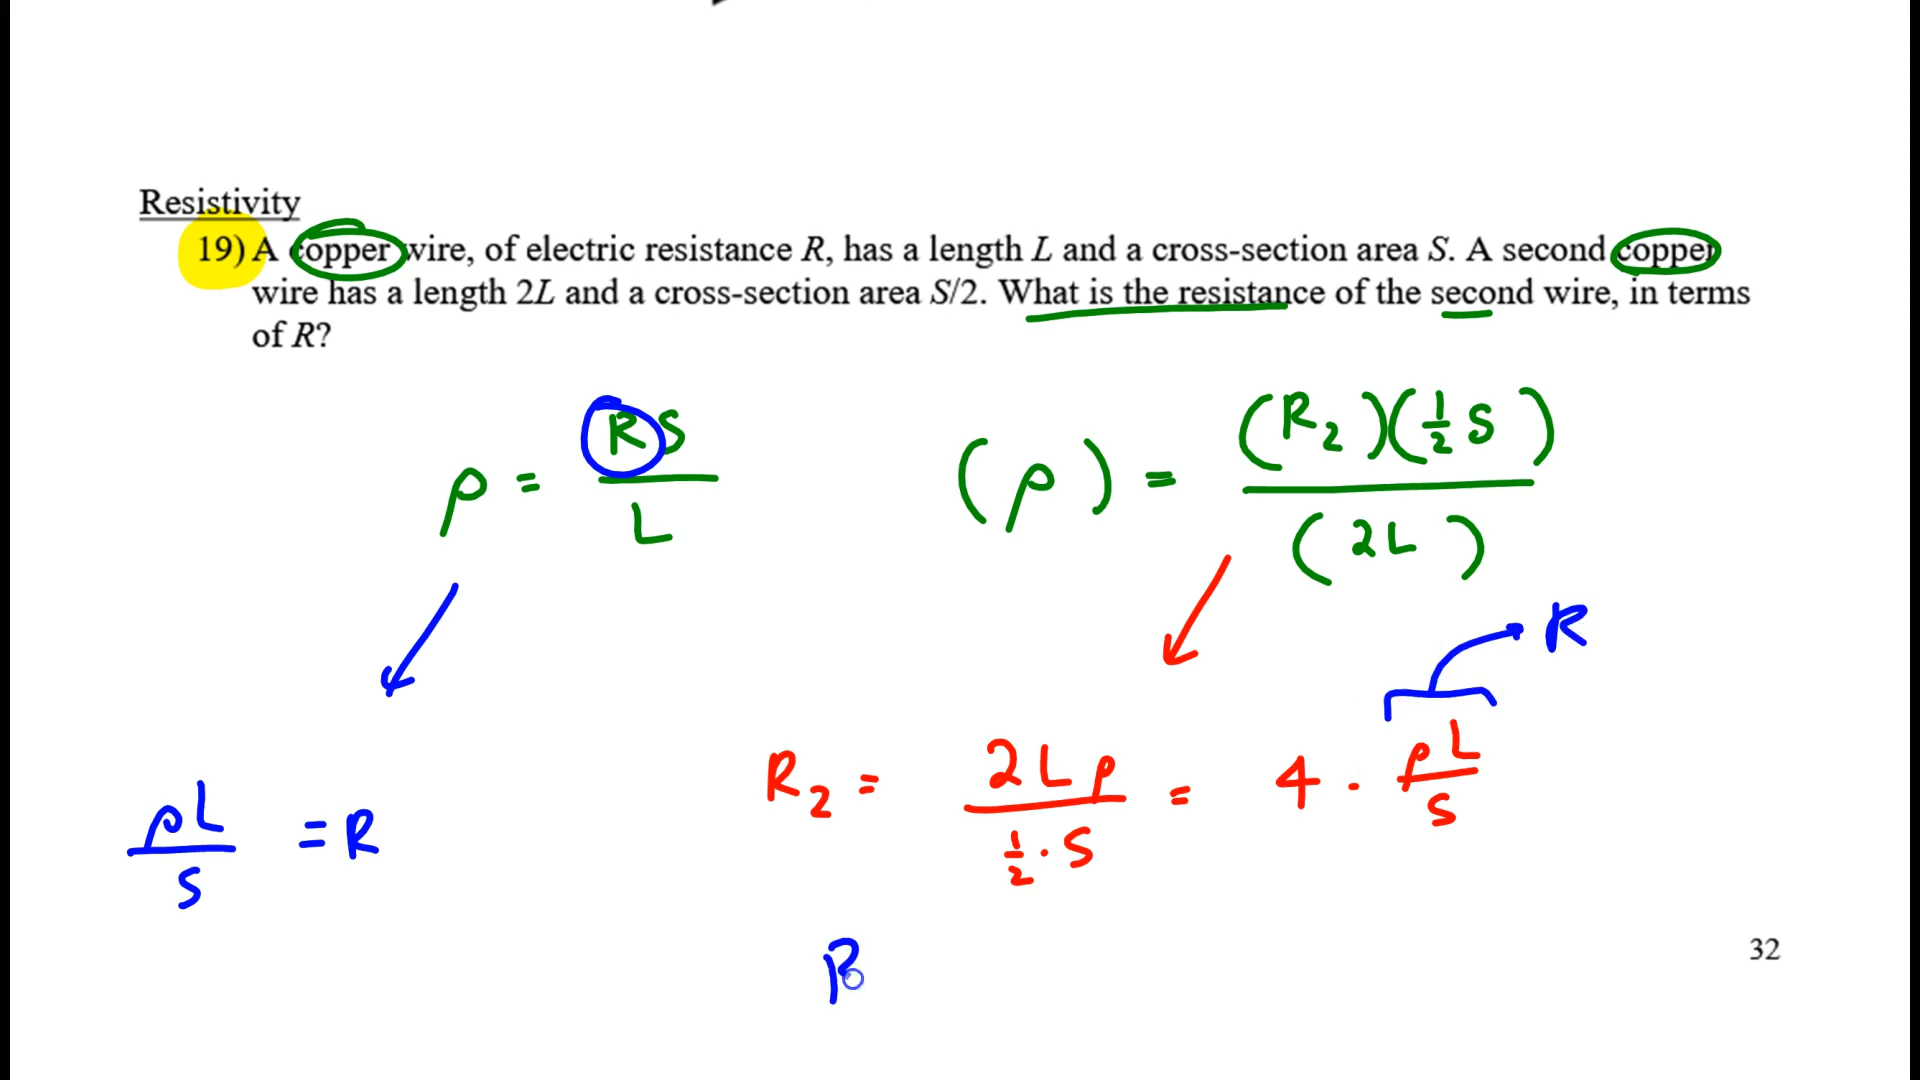 Resistivity
19) A copper wire, of electric resistance R, has a length L and a cross-section area S. A second copper
wire has a length 2L and a cross-section area S/2. What is the resistance of the second wire, in terms
of R?
ρ = RS / L
(ρ) = (R₂)(½ S) / (2L)
R
R₂ = 2Lρ / ½ · S = 4 · ρL / S
ρL / S = R
R
32